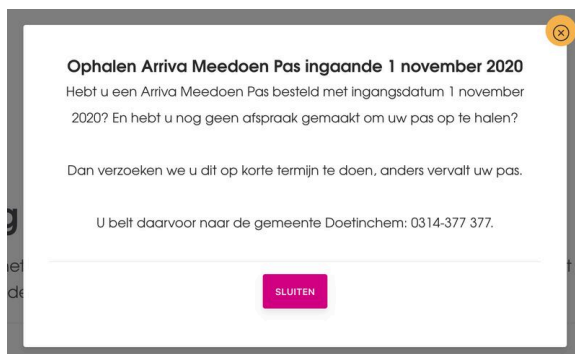 Ophalen Arriva Meedoen Pas ingaande 1 november 2020
Hebt u een Arriva Meedoen Pas besteld met ingangsdatum 1 november
2020? En hebt u nog geen afspraak gemaakt om uw pas op te halen?
Dan verzoeken we u dit op korte termijn te doen, anders vervalt uw pas.
U belt daarvoor naar de gemeente Doetinchem: 0314-377 377.
SLUITEN